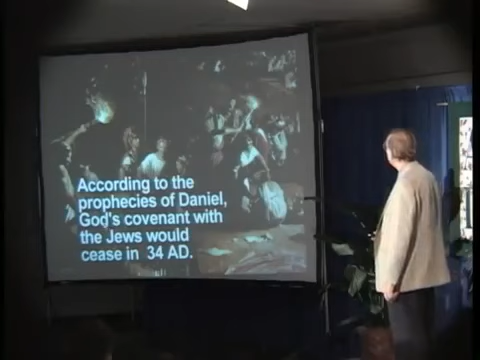 According to the
prophecies of Daniel,
God's covenant with
the Jews would
cease in 34 AD.